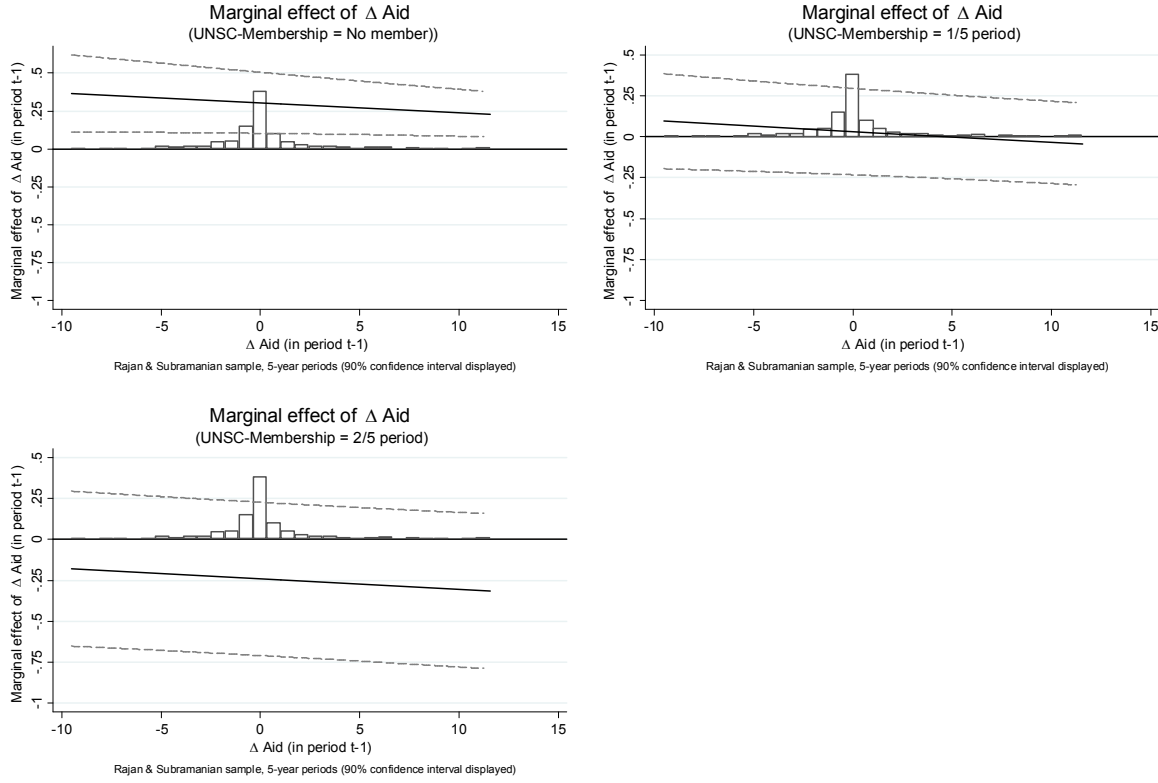 Marginal effect of Δ Aid
(UNSC-Membership = No member))
Marginal effect of Δ Aid (in period t-1)
.5
.25
0
-.25
-.5
-.75
-1
-10 -5 0 5 10 15
Δ Aid (in period t-1)
Rajan & Subramanian sample, 5-year periods (90% confidence interval displayed)
Marginal effect of Δ Aid
(UNSC-Membership = 1/5 period)
Marginal effect of Δ Aid (in period t-1)
.5
.25
0
-.25
-.5
-.75
-1
-10 -5 0 5 10 15
Δ Aid (in period t-1)
Rajan & Subramanian sample, 5-year periods (90% confidence interval displayed)
Marginal effect of Δ Aid
(UNSC-Membership = 2/5 period)
Marginal effect of Δ Aid (in period t-1)
.5
.25
0
-.25
-.5
-.75
-1
-10 -5 0 5 10 15
Δ Aid (in period t-1)
Rajan & Subramanian sample, 5-year periods (90% confidence interval displayed)